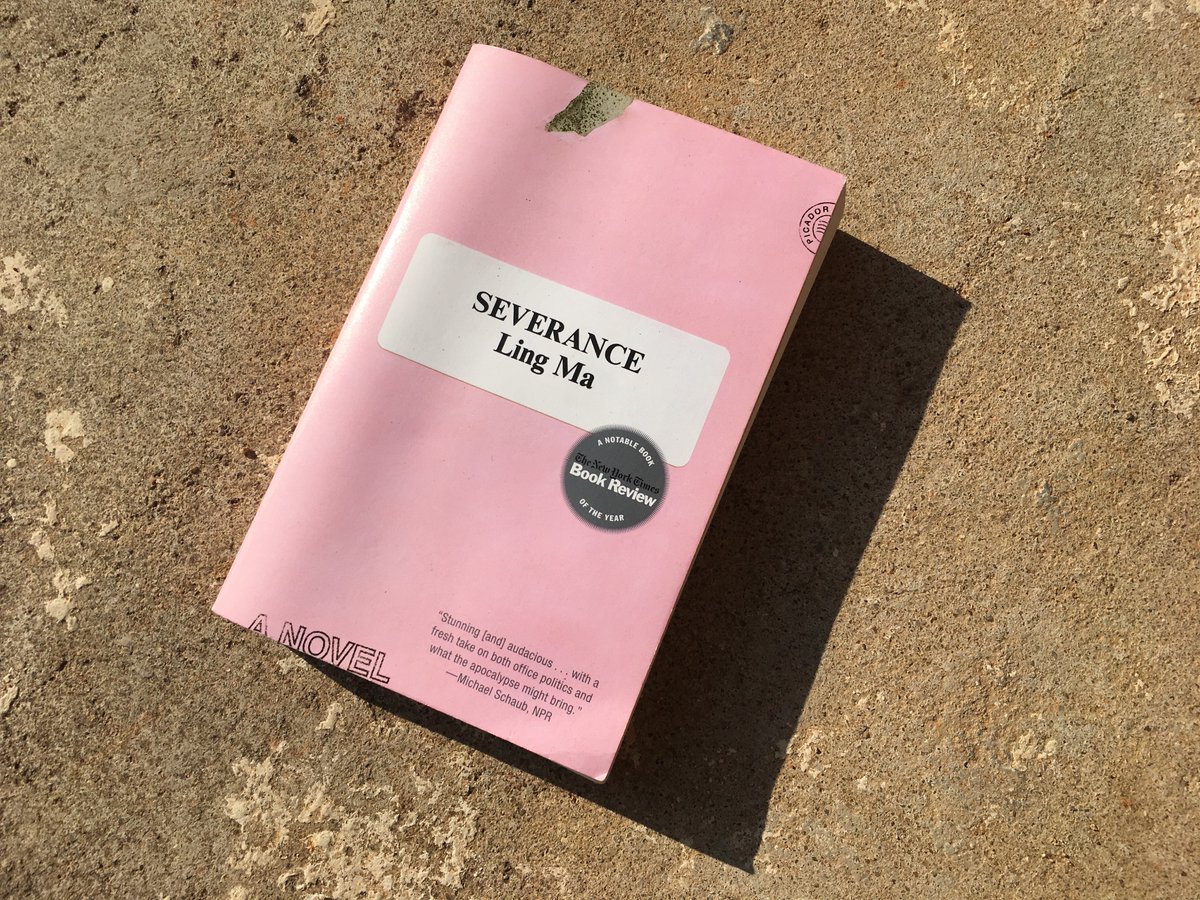 PICADOR
SEVERANCE
Ling Ma
A NOTABLE BOOK
The New York Times
Book Review
OF THE YEAR
A NOVEL
“Stunning [and] audacious . . . with a
fresh take on both office politics and
what the apocalypse might bring.”
—Michael Schaub, NPR